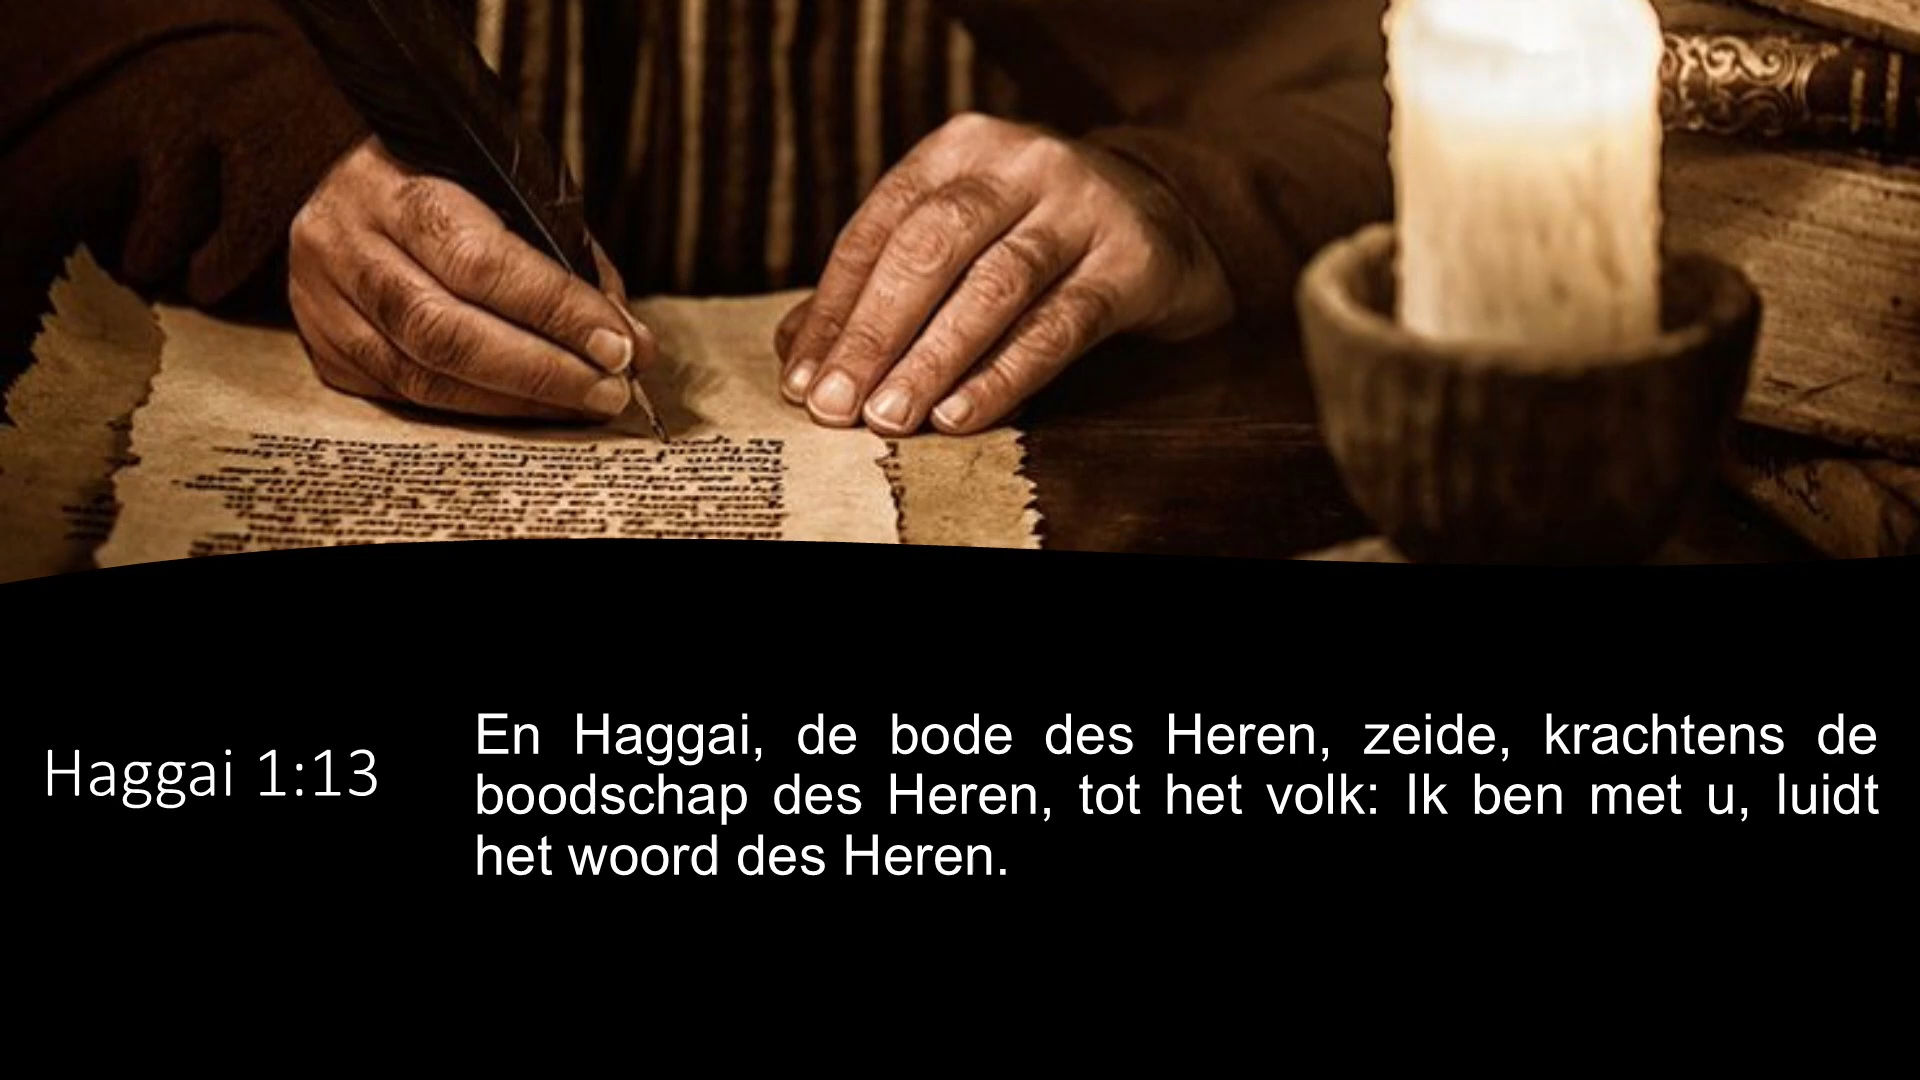 Haggai 1:13
En Haggai, de bode des Heren, zeide, krachtens de
boodschap des Heren, tot het volk: Ik ben met u, luidt
het woord des Heren.